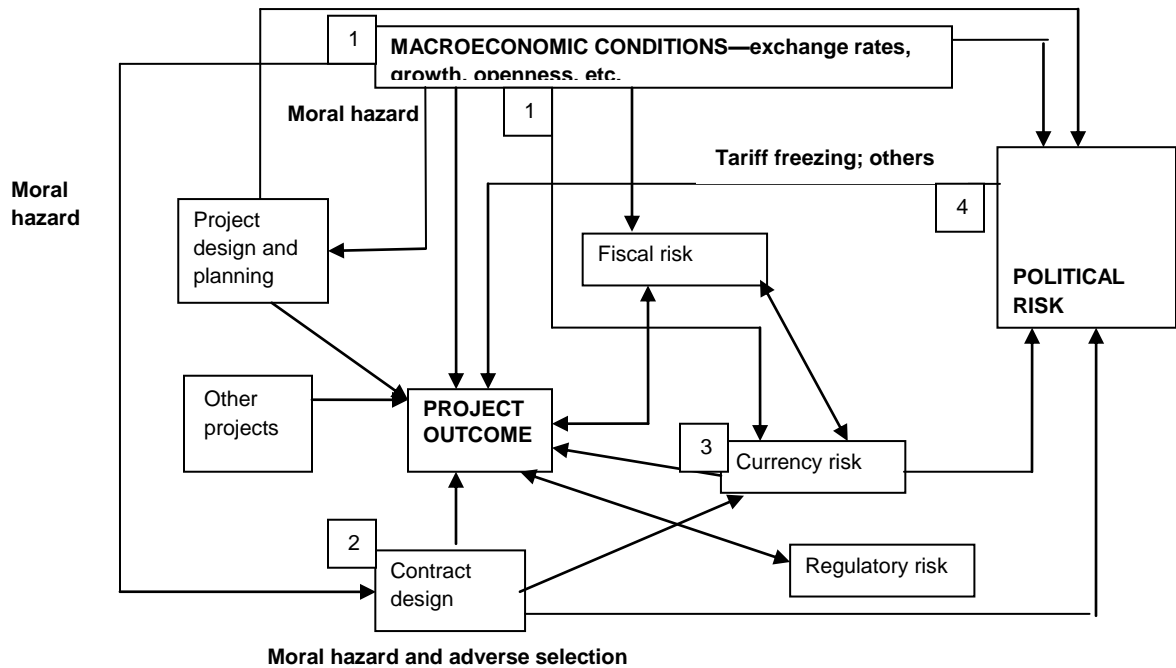 1
MACROECONOMIC CONDITIONS—exchange rates,
growth, openness, etc.
Moral hazard
1
Tariff freezing; others
Moral
hazard
4
Project
design and
planning
Fiscal risk
POLITICAL
RISK
Other
projects
PROJECT
OUTCOME
3
Currency risk
2
Contract
design
Regulatory risk
Moral hazard and adverse selection